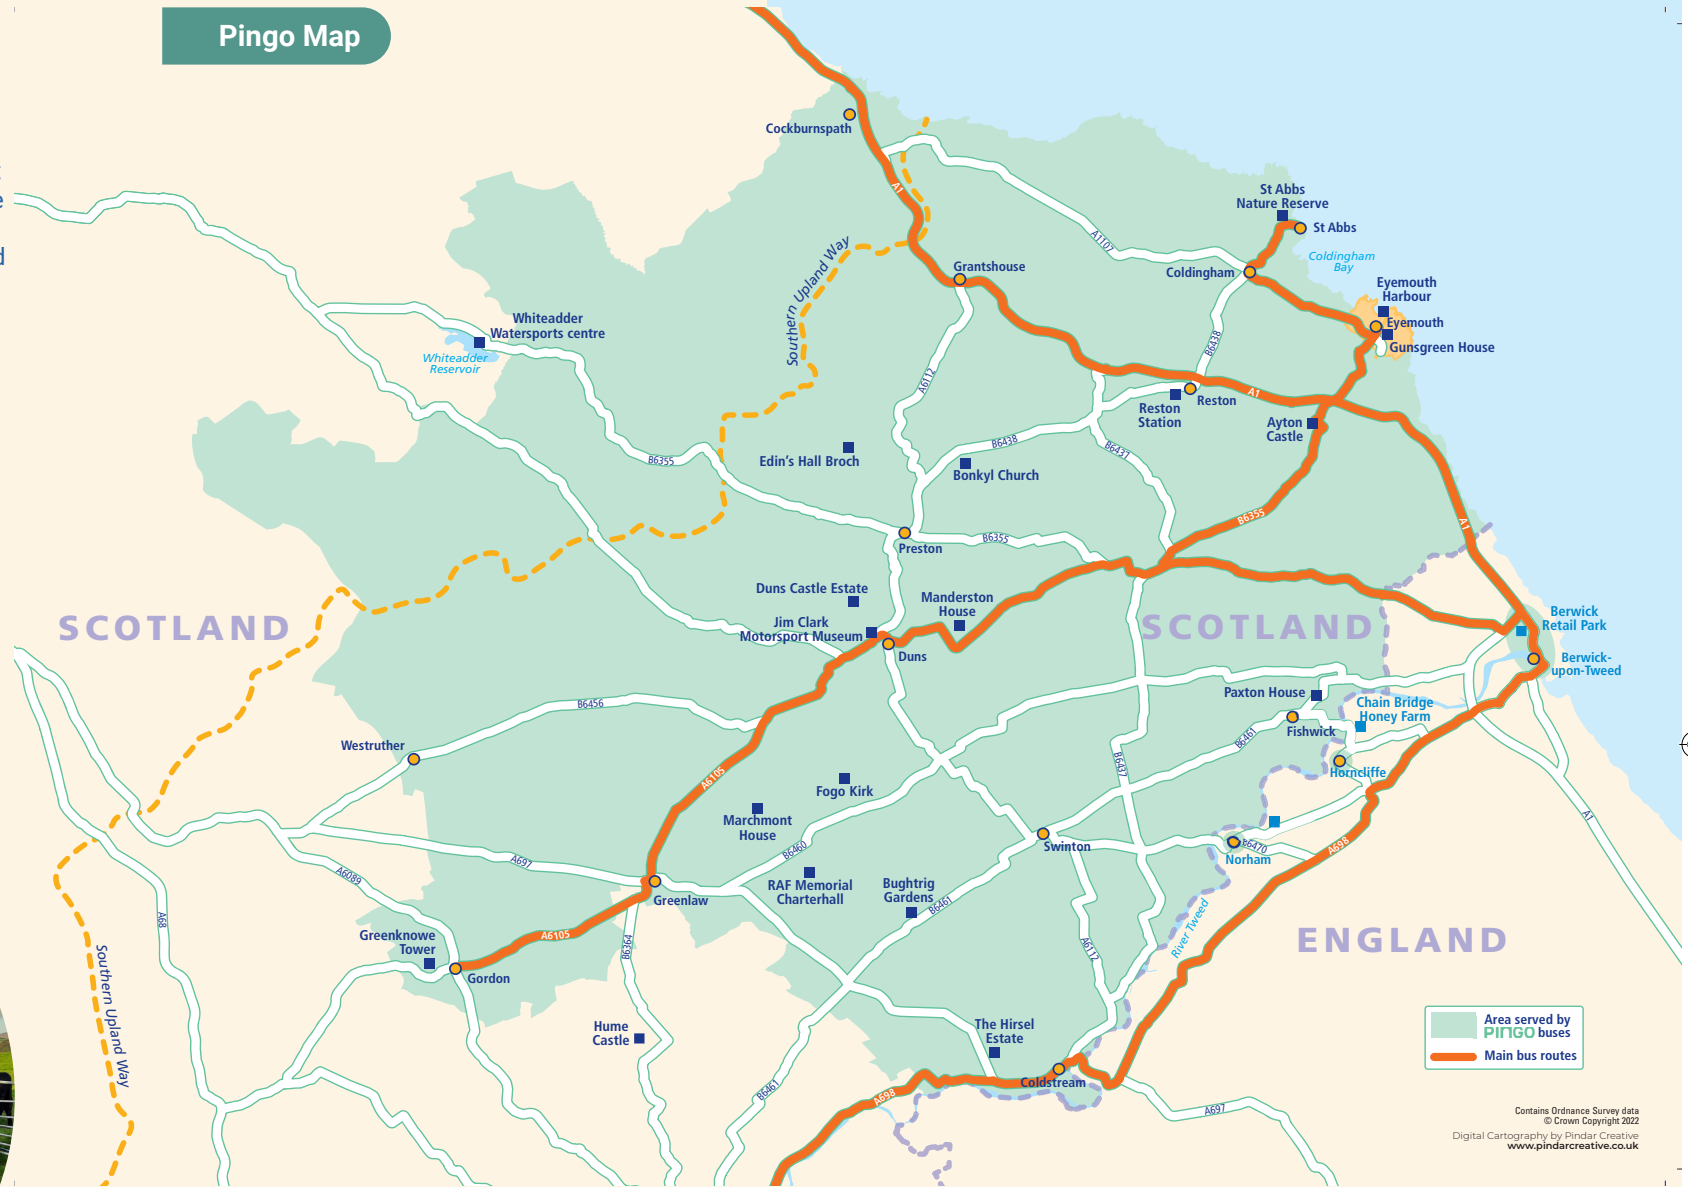 Pingo Map
Cockburnspath
A1
St Abbs
Nature Reserve
St Abbs
A1107
Southern Upland Way
Coldingham
Coldingham
Bay
Grantshouse
Eyemouth
Harbour
Eyemouth
Gunsgreen House
Whiteadder
Watersports centre
Whiteadder
Reservoir
B6438
A6112
A1
Reston
Reston
Station
Ayton
Castle
B6438
B6437
Edin's Hall Broch
Bonkyl Church
B6355
B6355
A1
Preston
B6355
Duns Castle Estate
Manderston
House
Jim Clark
Motorsport Museum
Duns
SCOTLAND
SCOTLAND
Berwick
Retail Park
Berwick-
upon-Tweed
Paxton House
Chain Bridge
Honey Farm
B6456
Fishwick
B6461
Westruther
B6437
Horncliffe
A6105
Fogo Kirk
Marchmont
House
A1
Swinton
B6470
Norham
A698
B6460
A697
A6089
RAF Memorial
Charterhall
Bughtrig
Gardens
B6461
Greenlaw
A68
Greenknowe
Tower
A6105
B6364
A6112
River Tweed
ENGLAND
Gordon
Southern Upland Way
Hume
Castle
The Hirsel
Estate
Coldstream
B6461
A698
A697
Area served by
PINGO buses
Main bus routes
Contains Ordnance Survey data
© Crown Copyright 2022
Digital Cartography by Pindar Creative
www.pindarcreative.co.uk